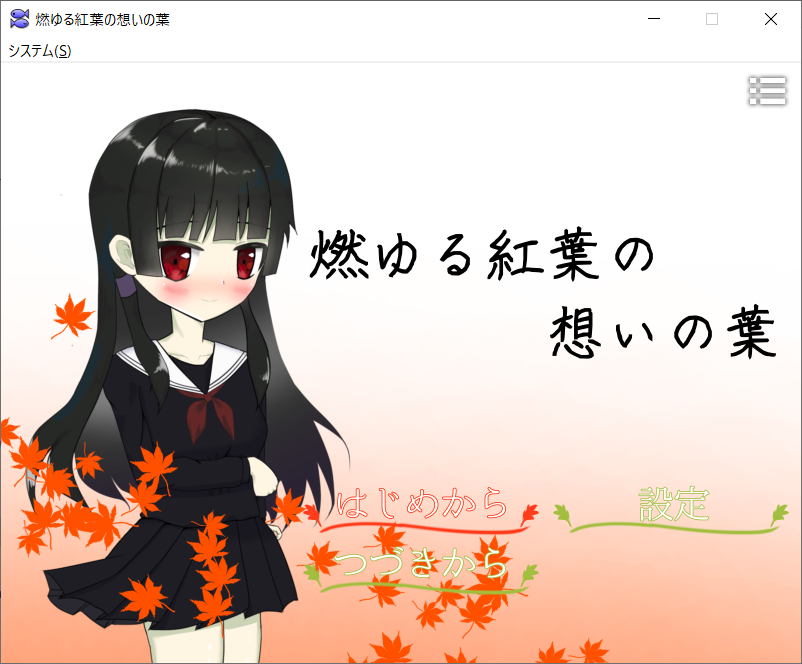 燃ゆる紅葉の想いの葉
システム(S)
燃ゆる紅葉の
想いの葉
はじめから
設定
つづきから